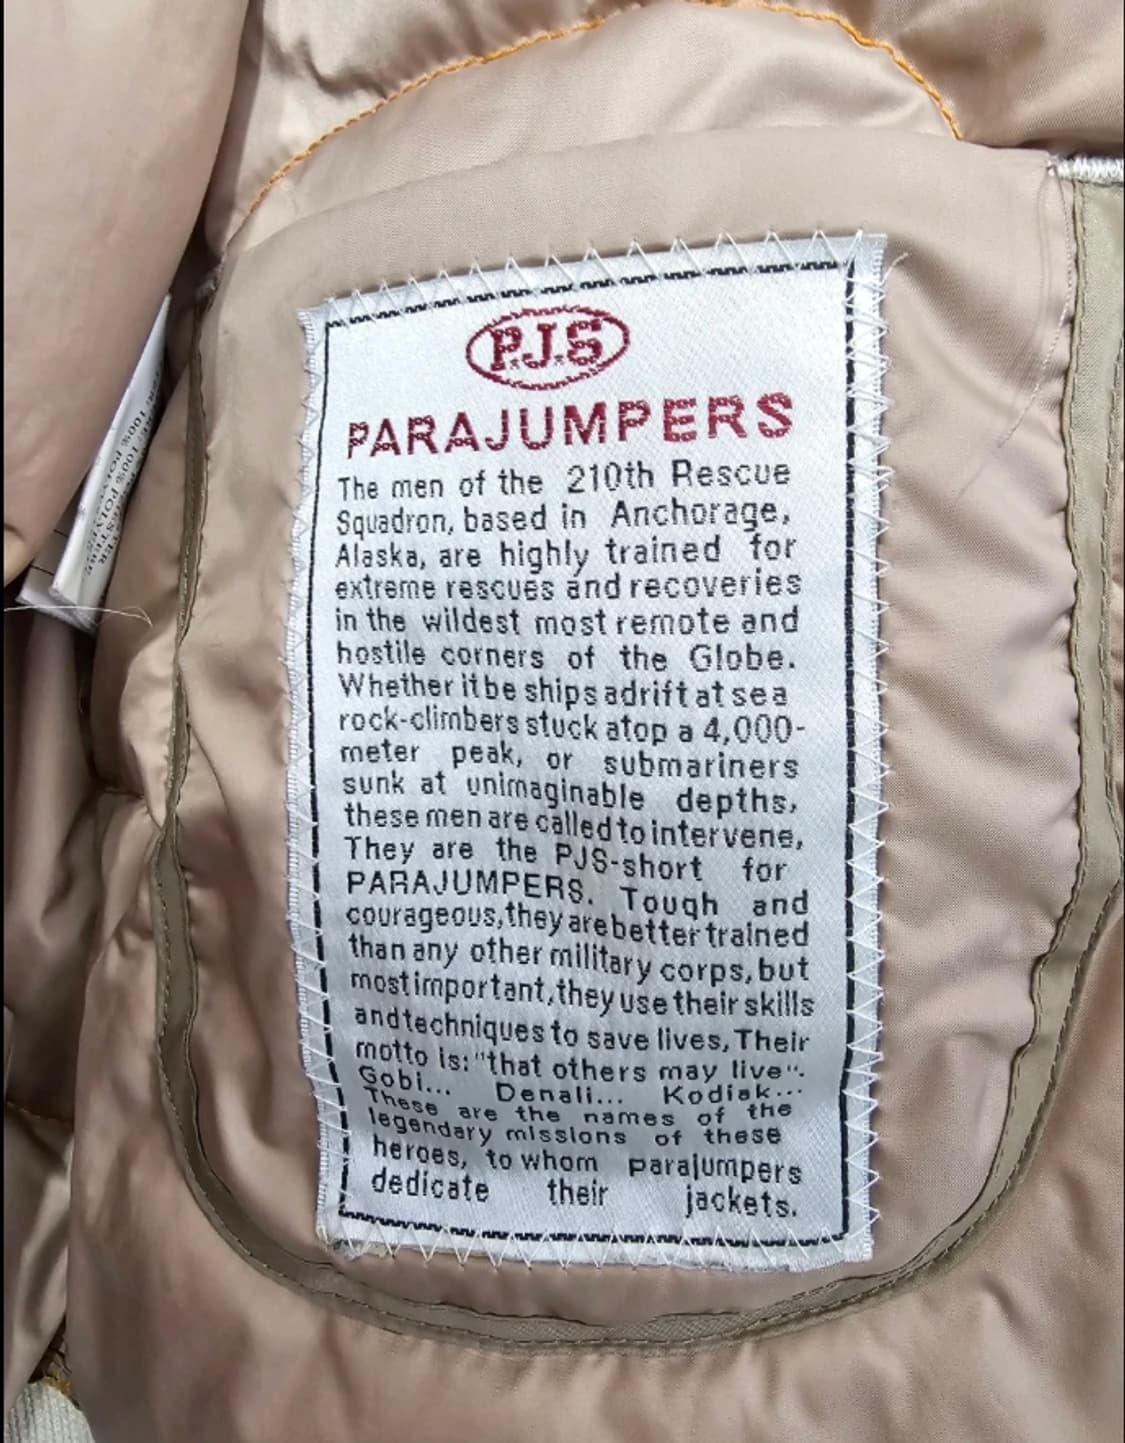 P.J.S
PARAJUMPERS
The men of the 210th Rescue
Squadron, based in Anchorage,
Alaska, are highly trained for
extreme rescues and recoveries
in the wildest most remote and
hostile corners of the Globe.
Whether it be ships adrift at sea
rock-climbers stuck atop a 4,000-
meter peak, or submariners
sunk at unimaginable depths,
these men are called to intervene,
They are the PJS-short for
PARAJUMPERS. Tough and
courageous, they are better trained
than any other military corps, but
most important, they use their skills
and techniques to save lives, Their
motto is: "that others may live".
Gobi... Denali... Kodiak...
These are the names of the
legendary missions of these
heroes, to whom parajumpers
dedicate their jackets.
100% POLYESTER
100% POLYESTER